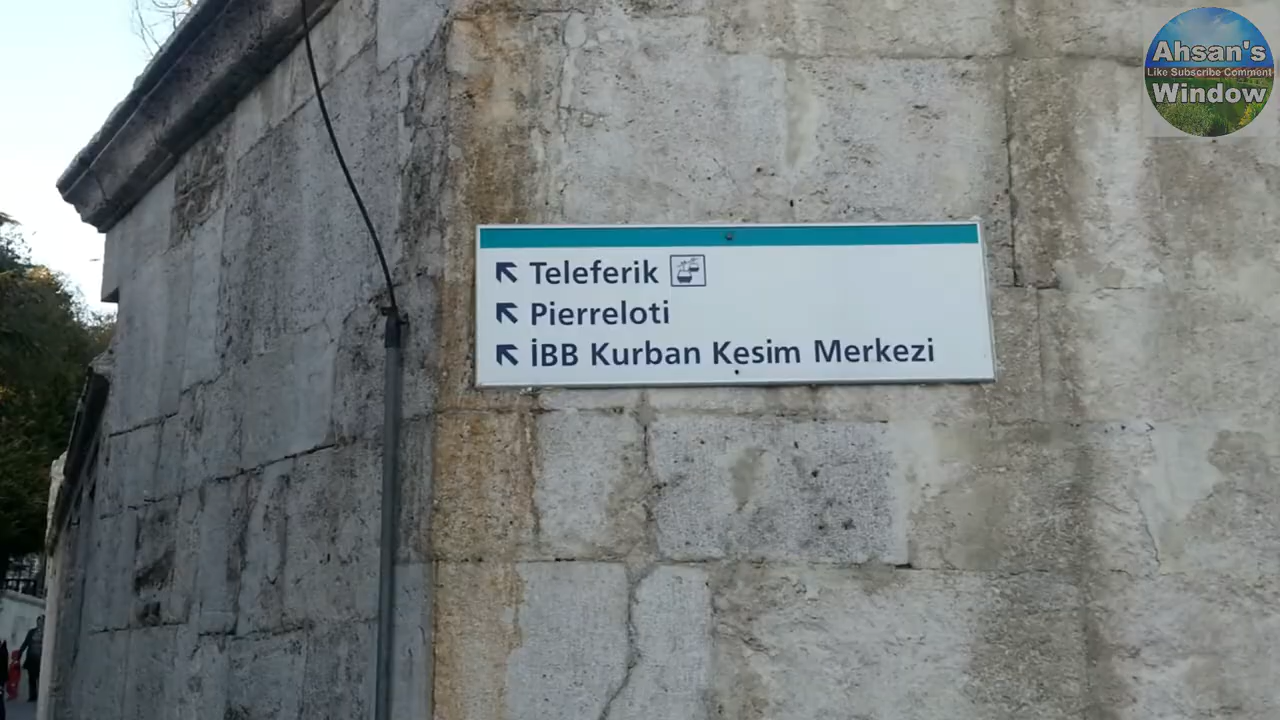 Teleferik
Pierreloti
İBB Kurban Kesim Merkezi
Ahsan's
Like Subscribe Comment
Window